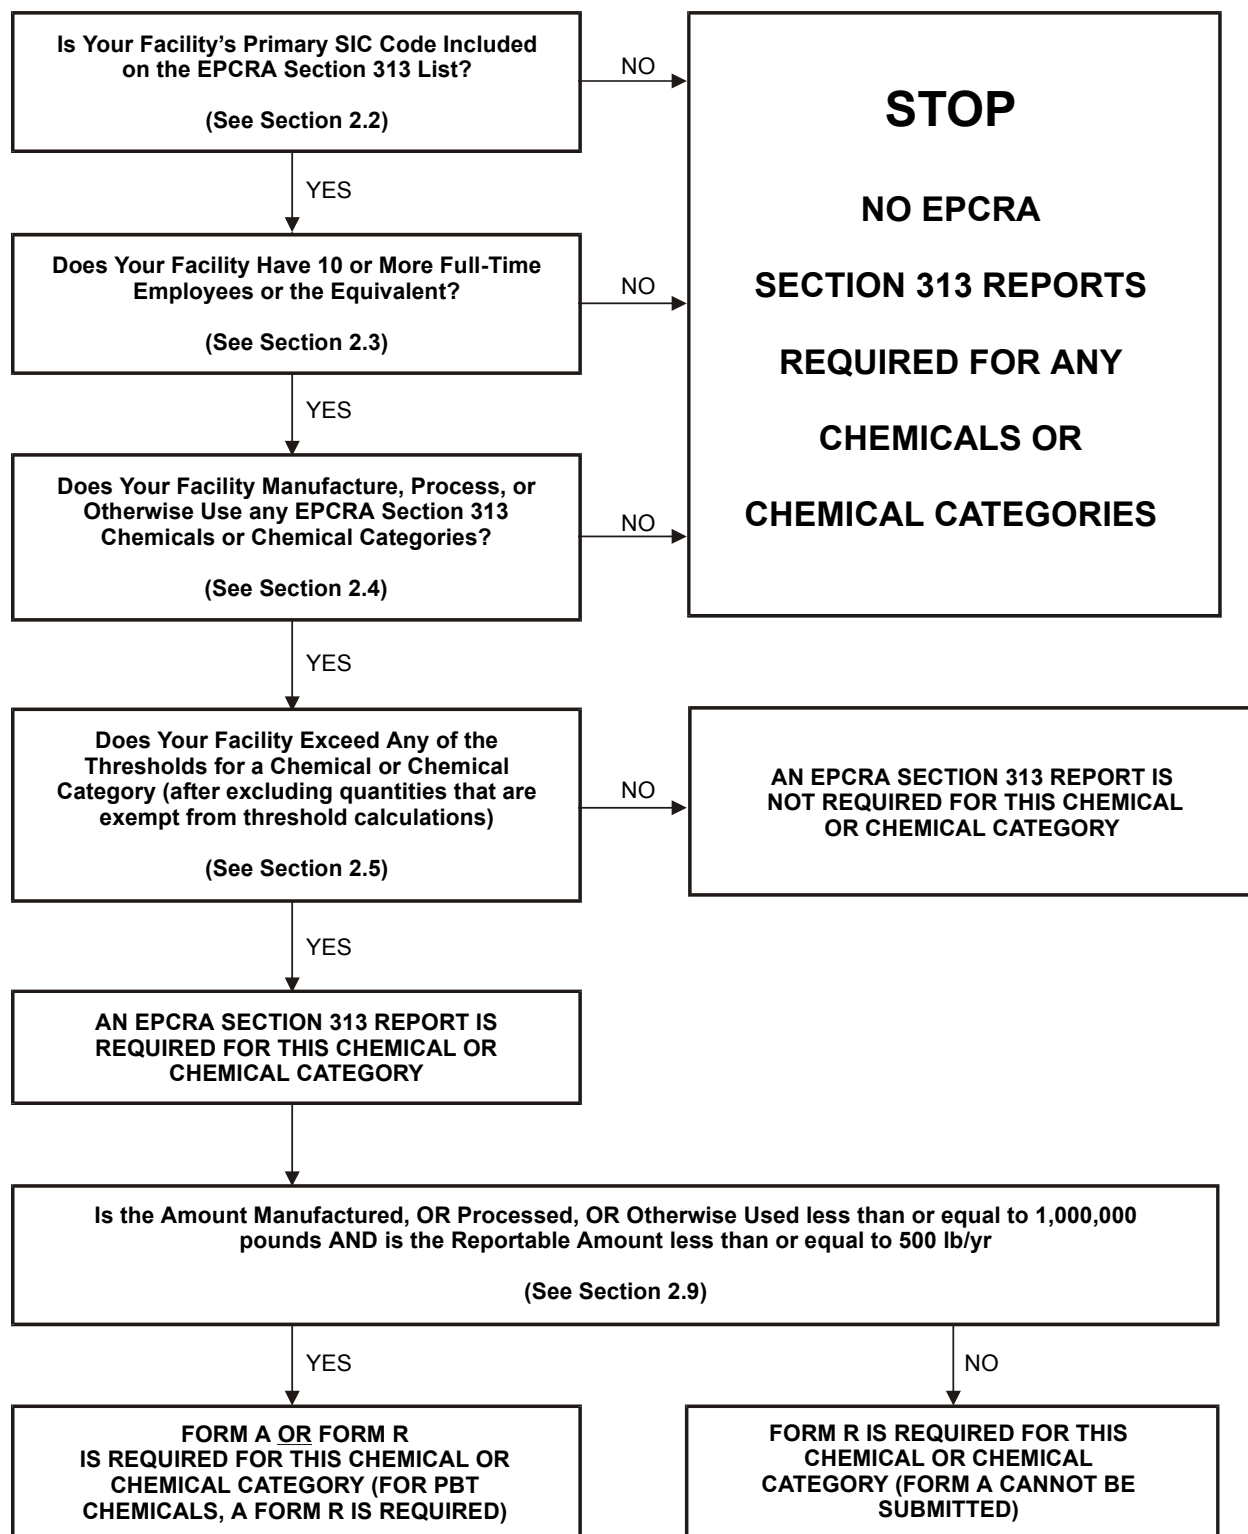 Is Your Facility’s Primary SIC Code Included
on the EPCRA Section 313 List?
(See Section 2.2)
NO
STOP
NO EPCRA
SECTION 313 REPORTS
REQUIRED FOR ANY
CHEMICALS OR
CHEMICAL CATEGORIES
YES
Does Your Facility Have 10 or More Full-Time
Employees or the Equivalent?
(See Section 2.3)
NO
YES
Does Your Facility Manufacture, Process, or
Otherwise Use any EPCRA Section 313
Chemicals or Chemical Categories?
(See Section 2.4)
NO
YES
Does Your Facility Exceed Any of the
Thresholds for a Chemical or Chemical
Category (after excluding quantities that are
exempt from threshold calculations)
(See Section 2.5)
NO
AN EPCRA SECTION 313 REPORT IS
NOT REQUIRED FOR THIS CHEMICAL
OR CHEMICAL CATEGORY
YES
AN EPCRA SECTION 313 REPORT IS
REQUIRED FOR THIS CHEMICAL OR
CHEMICAL CATEGORY
Is the Amount Manufactured, OR Processed, OR Otherwise Used less than or equal to 1,000,000
pounds AND is the Reportable Amount less than or equal to 500 lb/yr
(See Section 2.9)
YES
NO
FORM A OR FORM R
IS REQUIRED FOR THIS CHEMICAL OR
CHEMICAL CATEGORY (FOR PBT
CHEMICALS, A FORM R IS REQUIRED)
FORM R IS REQUIRED FOR THIS
CHEMICAL OR CHEMICAL
CATEGORY (FORM A CANNOT BE
SUBMITTED)